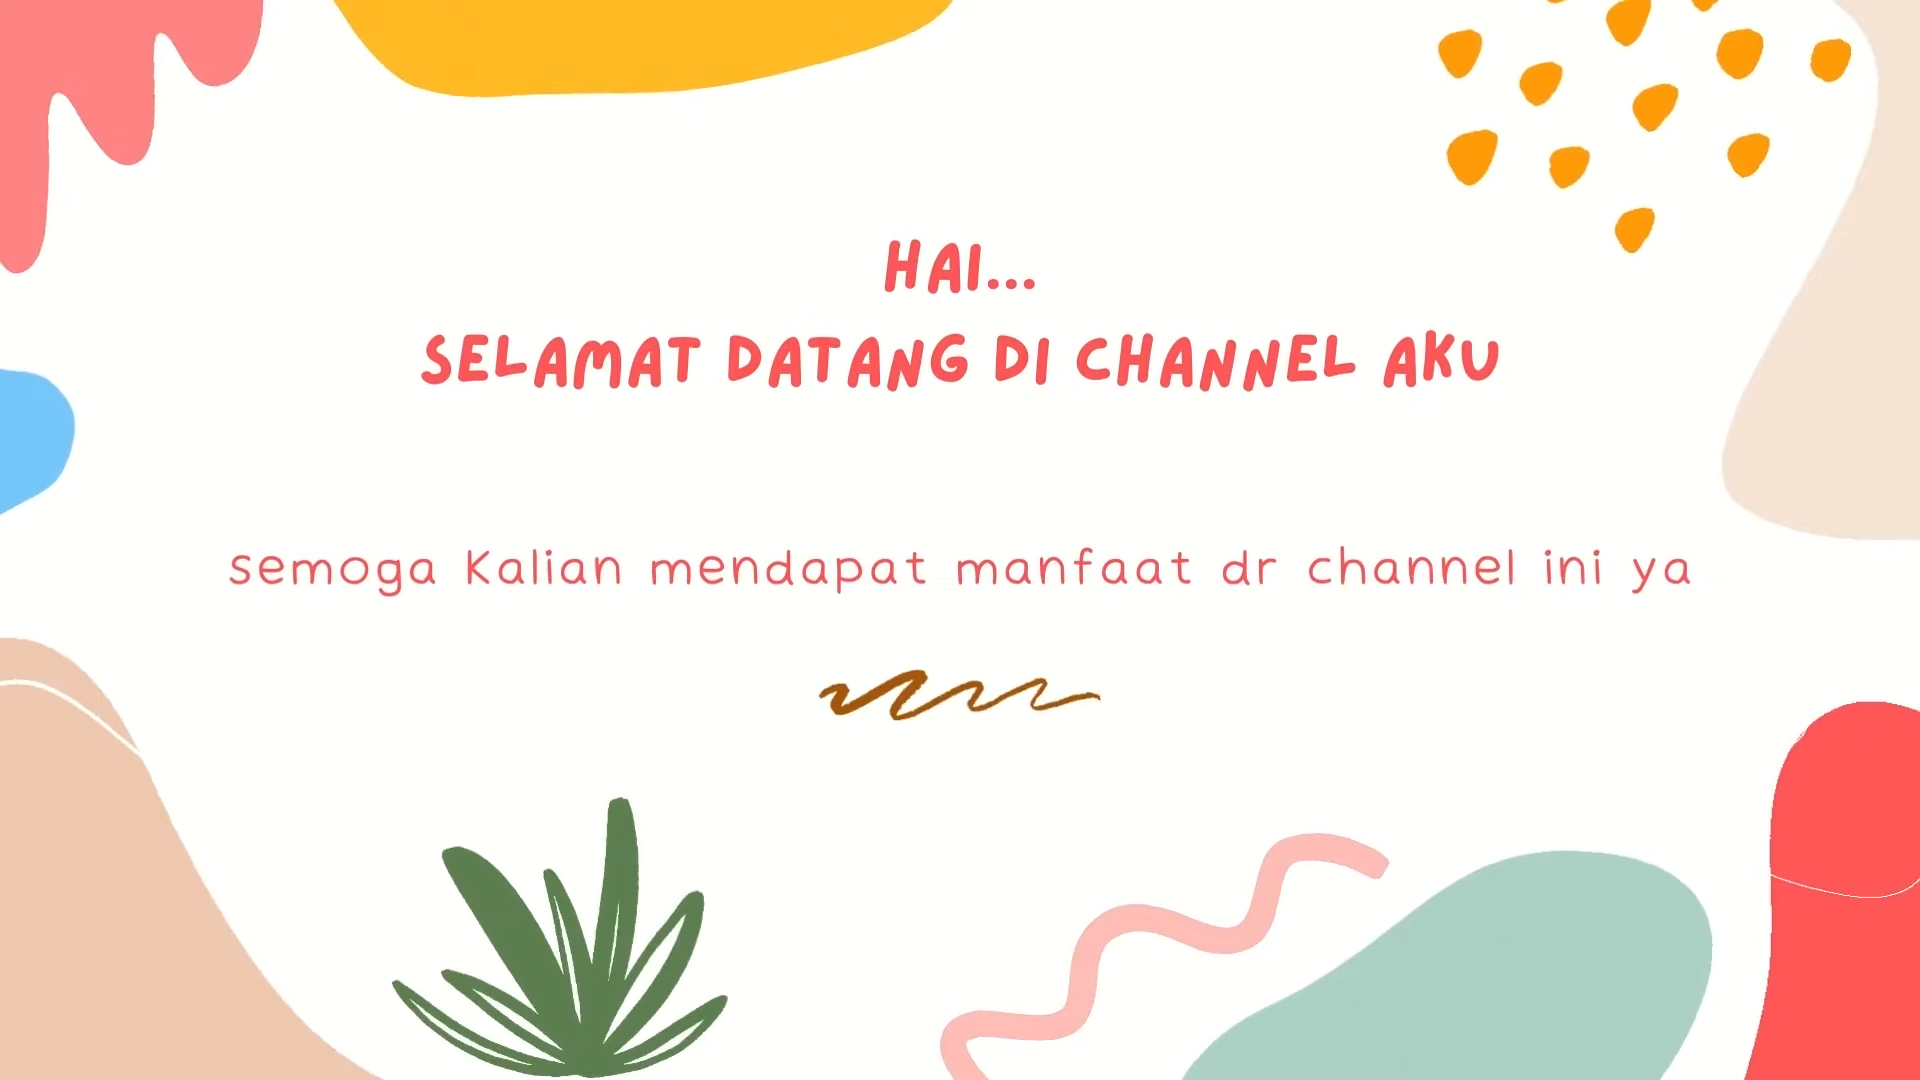 HAI...
SELAMAT DATANG DI CHANNEL AKU
semoga kalian mendapat manfaat dr channel ini ya